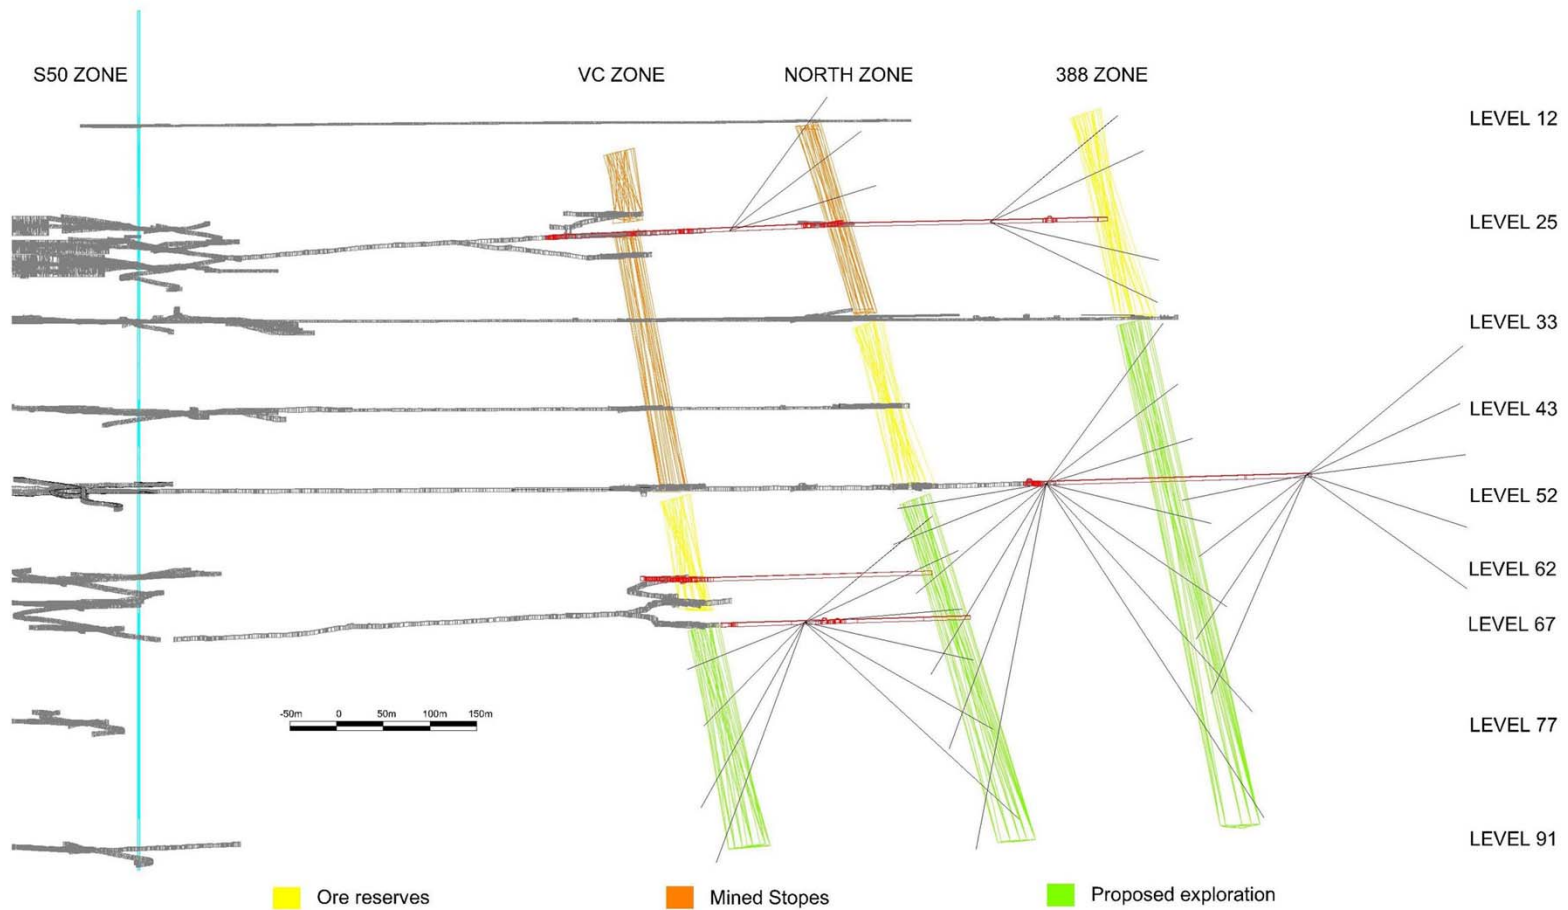 S50 ZONE
VC ZONE
NORTH ZONE
388 ZONE
LEVEL 12
LEVEL 25
LEVEL 33
LEVEL 43
LEVEL 52
LEVEL 62
LEVEL 67
-50m 0 50m 100m 150m
LEVEL 77
LEVEL 91
Ore reserves
Mined Stopes
Proposed exploration